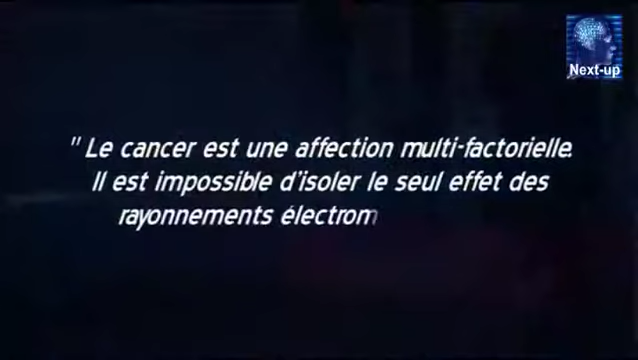 Next-up
" Le cancer est une affection multi-factorielle.
Il est impossible d'isoler le seul effet des
rayonnements électrom